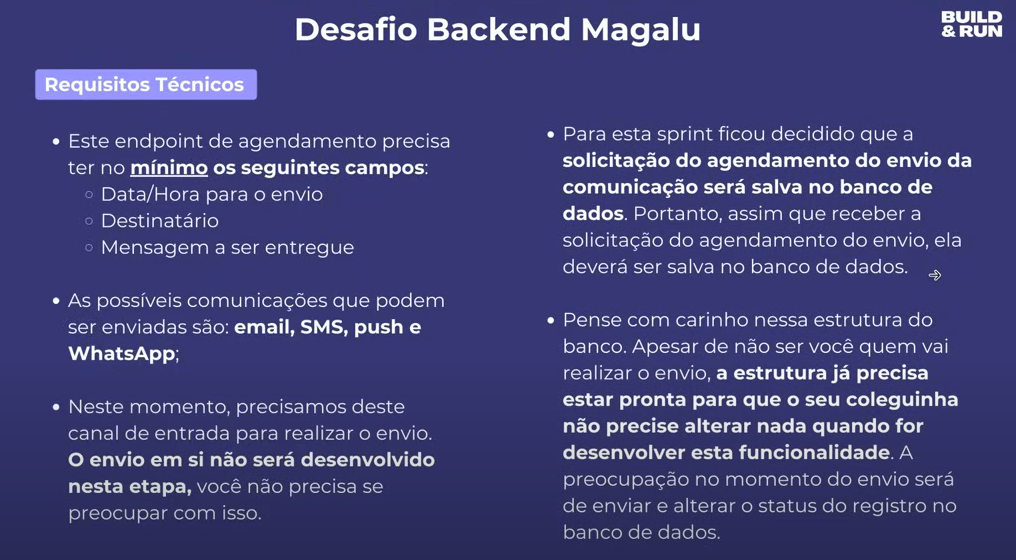 Desafio Backend Magalu
BUILD
& RUN
Requisitos Técnicos
• Este endpoint de agendamento precisa
ter no mínimo os seguintes campos:
○ Data/Hora para o envio
○ Destinatário
○ Mensagem a ser entregue
• As possíveis comunicações que podem
ser enviadas são: email, SMS, push e
WhatsApp;
• Neste momento, precisamos deste
canal de entrada para realizar o envio.
O envio em si não será desenvolvido
nesta etapa, você não precisa se
preocupar com isso.
• Para esta sprint ficou decidido que a
solicitação do agendamento do envio da
comunicação será salva no banco de
dados. Portanto, assim que receber a
solicitação do agendamento do envio, ela
deverá ser salva no banco de dados.
• Pense com carinho nessa estrutura do
banco. Apesar de não ser você quem vai
realizar o envio, a estrutura já precisa
estar pronta para que o seu coleguinha
não precise alterar nada quando for
desenvolver esta funcionalidade. A
preocupação no momento do envio será
de enviar e alterar o status do registro no
banco de dados.